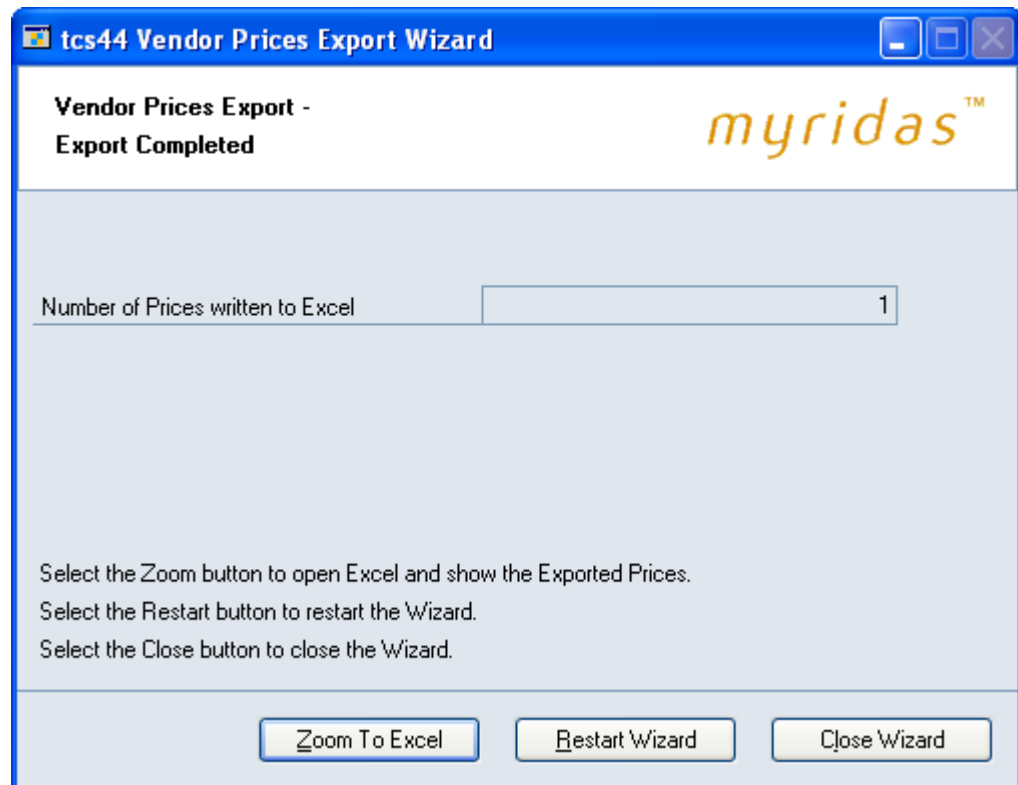 tcs44 Vendor Prices Export Wizard
Vendor Prices Export -
Export Completed
myridas™
Number of Prices written to Excel 1
Select the Zoom button to open Excel and show the Exported Prices.
Select the Restart button to restart the Wizard.
Select the Close button to close the Wizard.
Zoom To Excel Restart Wizard Close Wizard